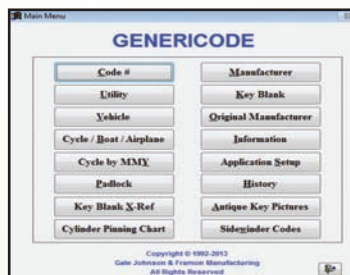 Main Menu
GENERICODE
Code #
Manufacturer
Utility
Key Blank
Vehicle
Original Manufacturer
Cycle / Boat / Airplane
Information
Cycle by MMY
Application Setup
Padlock
History
Key Blank X-Ref
Antique Key Pictures
Cylinder Pinning Chart
Sidewinder Codes
Copyright © 1992-2013
Gale Johnson & Framon Manufacturing
All Rights Reserved